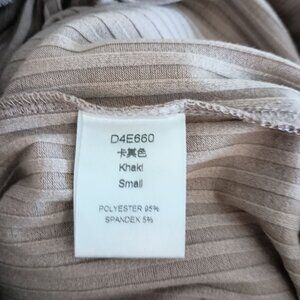 D4E660
卡其色
Khaki
Small
POLYESTER 95%
SPANDEX 5%